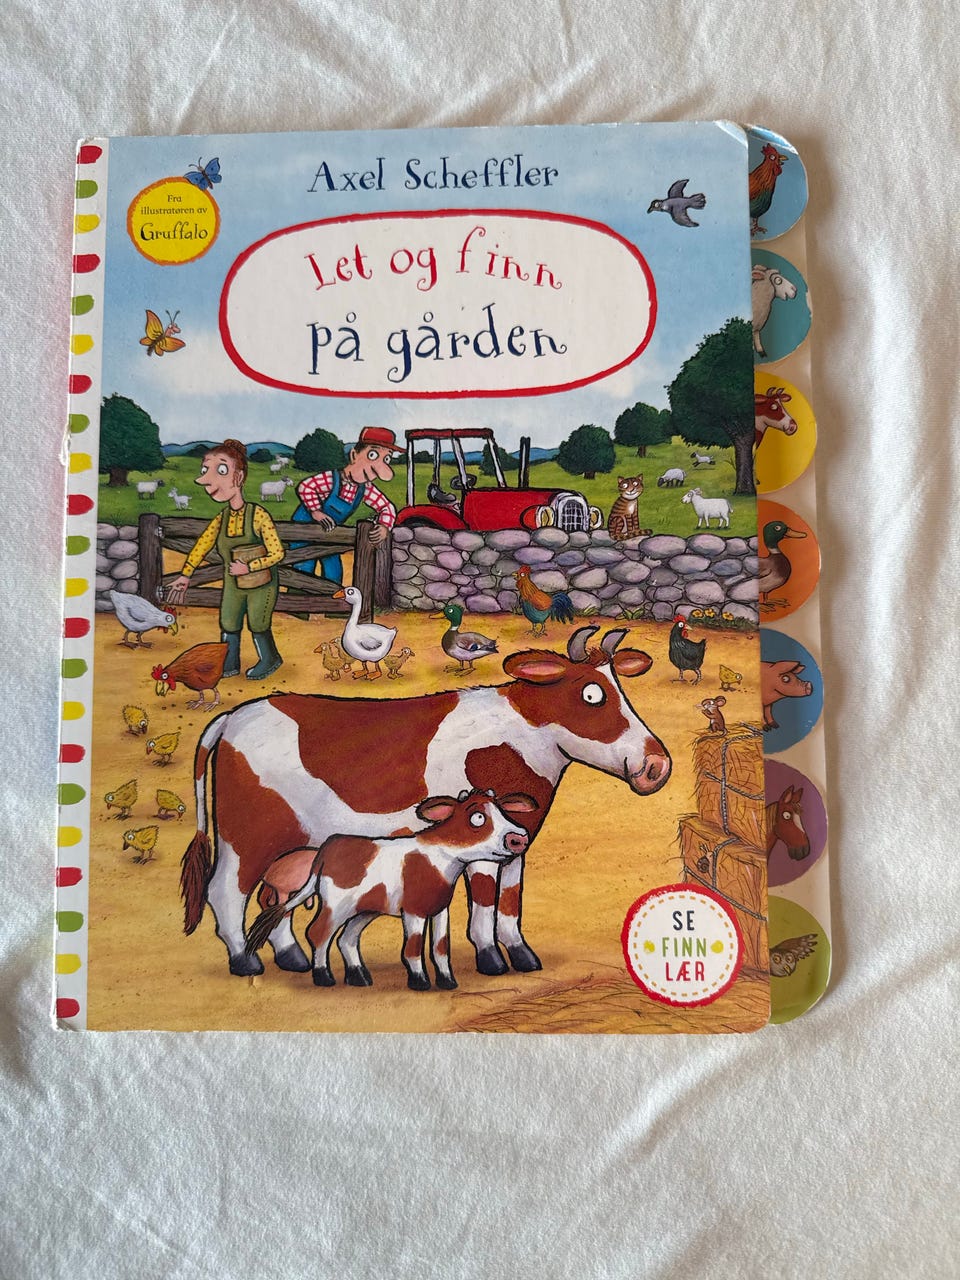 Axel Scheffler
Fra
illustratøren av
Gruffalo
Let og finn
på gården
SE
FINN
LÆR